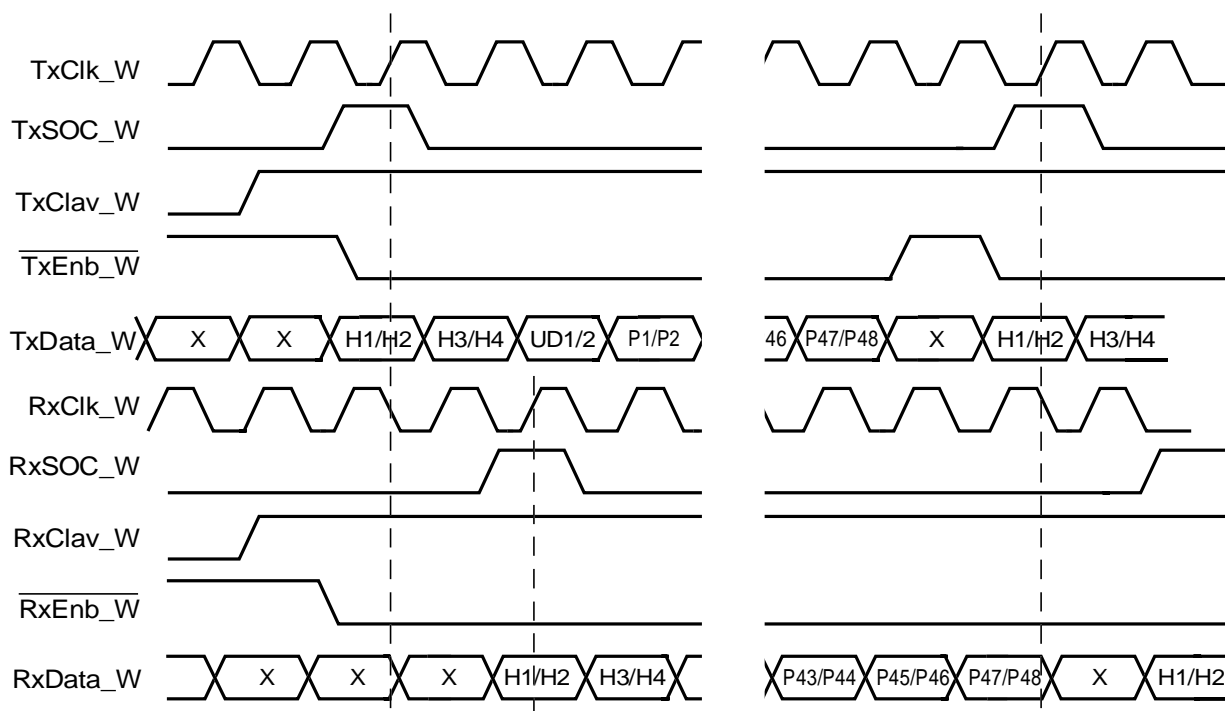 TxClk_W
TxSOC_W
TxClav_W
TxEnb_W
TxData_W X X H1/H2 H3/H4 UD1/2 P1/P2 46 P47/P48 X H1/H2 H3/H4
RxClk_W
RxSOC_W
RxClav_W
RxEnb_W
RxData_W X X X H1/H2 H3/H4 P43/P44 P45/P46 P47/P48 X H1/H2